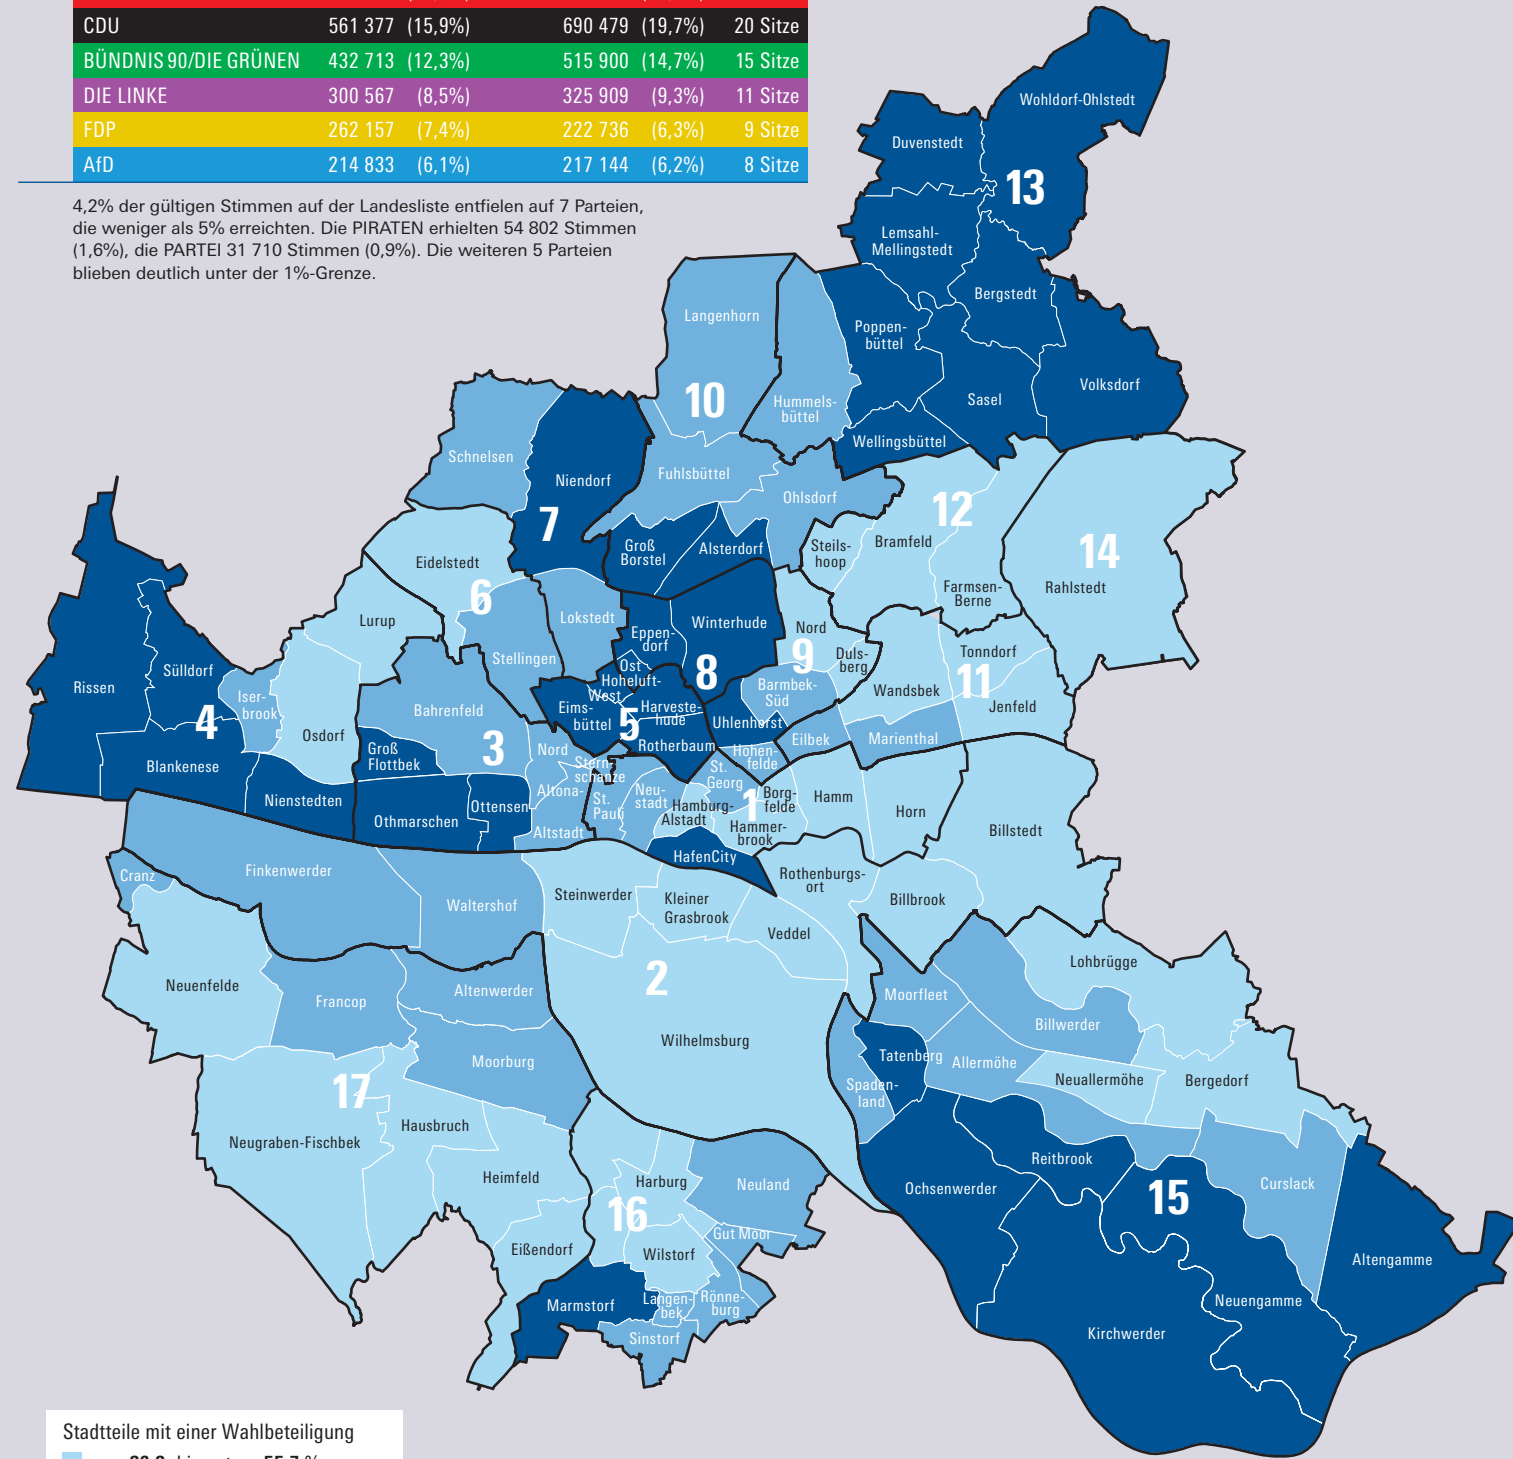 CDU 561 377 (15,9%) 690 479 (19,7%) 20 Sitze
BÜNDNIS 90/DIE GRÜNEN 432 713 (12,3%) 515 900 (14,7%) 15 Sitze
DIE LINKE 300 567 (8,5%) 325 909 (9,3%) 11 Sitze
FDP 262 157 (7,4%) 222 736 (6,3%) 9 Sitze
AfD 214 833 (6,1%) 217 144 (6,2%) 8 Sitze
4,2% der gültigen Stimmen auf der Landesliste entfielen auf 7 Parteien,
die weniger als 5% erreichten. Die PIRATEN erhielten 54 802 Stimmen
(1,6%), die PARTEI 31 710 Stimmen (0,9%). Die weiteren 5 Parteien
blieben deutlich unter der 1%-Grenze.
Wohldorf-Ohlstedt
Duvenstedt
13
Lemsahl-
Mellingstedt
Bergstedt
Poppen-
büttel
Volksdorf
Sasel
Wellingsbüttel
Langenhorn
10
Hummels-
büttel
Fuhlsbüttel
Ohlsdorf
Groß
Borstel
Alsterdorf
Schnelsen
Niendorf
7
Eidelstedt
6
Lokstedt
Stellingen
Steils-
hoop
Bramfeld
12
Farmsen-
Berne
14
Rahlstedt
Tonndorf
11
Jenfeld
Wandsbek
Marienthal
Eilbek
Nord
9
Duls-
berg
Barmbek-
Süd
Winterhude
8
Eppen-
dorf
Ost
Hoheluft-
West
Uhlenhorst
Hohen-
felde
Eims-
büttel
5
Harveste-
hude
Rotherbaum
Lurup
Osdorf
Iser-
brook
Sülldorf
Rissen
4
Blankenese
Nienstedten
Bahrenfeld
3
Groß
Flottbek
Othmarschen
Ottensen
Nord
Altona-
Altstadt
Stern-
schanze
St.
Pauli
Neu-
stadt
St.
Georg
1
Hamburg-
Altstadt
Borg-
felde
Hammer-
brook
Hamm
Horn
Billstedt
HafenCity
Rothenburgs-
ort
Billbrook
Cranz
Finkenwerder
Waltershof
Steinwerder
Kleiner
Grasbrook
Veddel
2
Wilhelmsburg
Neuenfelde
Francop
Altenwerder
Moorburg
17
Neugraben-Fischbek
Hausbruch
Heimfeld
Eißendorf
Harburg
16
Wilstorf
Neuland
Gut Moor
Marmstorf
Langen-
bek
Rönne-
burg
Sinstorf
Lohbrügge
Moorfleet
Billwerder
Tatenberg
Allermöhe
Neuallermöhe
Bergedorf
Spaden-
land
Reitbrook
Ochsenwerder
15
Curslack
Altengamme
Neuengamme
Kirchwerder
Stadtteile mit einer Wahlbeteiligung